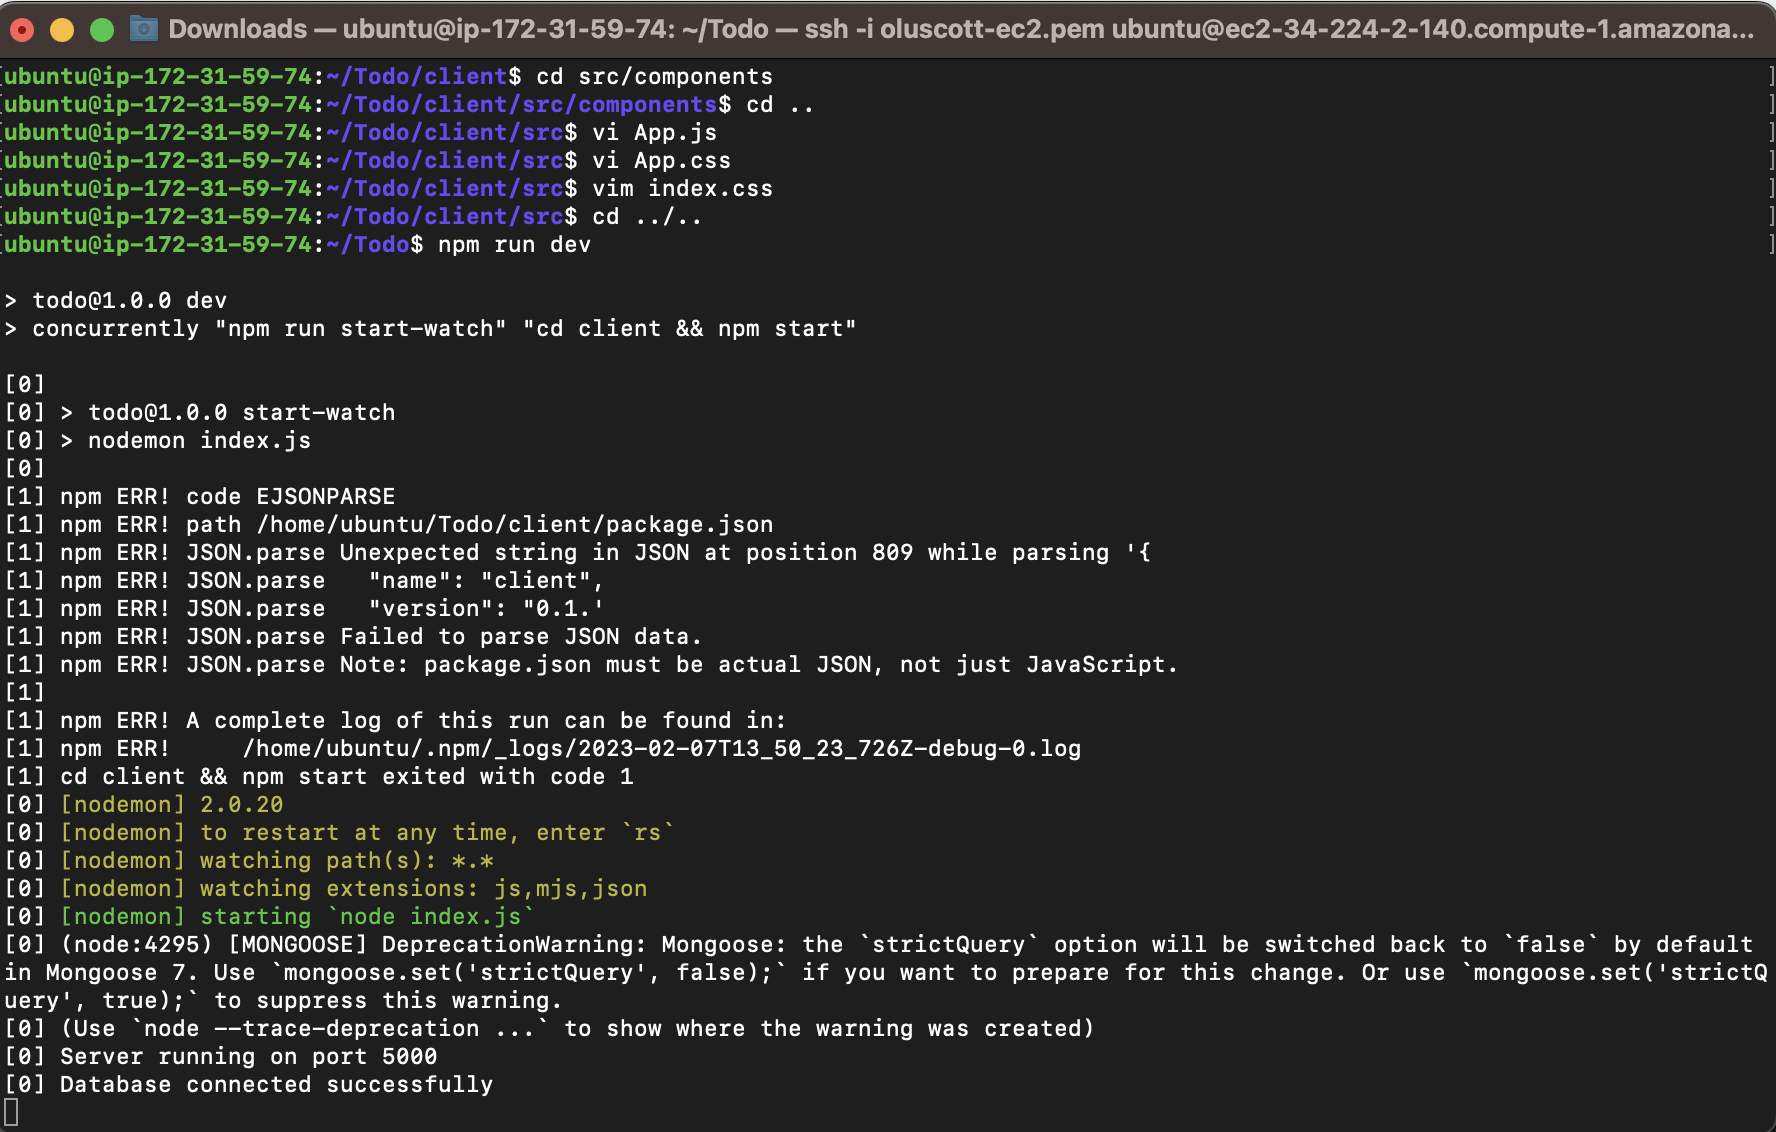 Downloads — ubuntu@ip-172-31-59-74: ~/Todo — ssh -i oluscott-ec2.pem ubuntu@ec2-34-224-2-140.compute-1.amazona...
[ubuntu@ip-172-31-59-74:~/Todo/client$ cd src/components ]
[ubuntu@ip-172-31-59-74:~/Todo/client/src/components$ cd .. ]
[ubuntu@ip-172-31-59-74:~/Todo/client/src$ vi App.js ]
[ubuntu@ip-172-31-59-74:~/Todo/client/src$ vi App.css ]
[ubuntu@ip-172-31-59-74:~/Todo/client/src$ vim index.css ]
[ubuntu@ip-172-31-59-74:~/Todo/client/src$ cd ../.. ]
[ubuntu@ip-172-31-59-74:~/Todo$ npm run dev ]
> todo@1.0.0 dev
> concurrently "npm run start-watch" "cd client && npm start"
[0]
[0] > todo@1.0.0 start-watch
[0] > nodemon index.js
[0]
[1] npm ERR! code EJSONPARSE
[1] npm ERR! path /home/ubuntu/Todo/client/package.json
[1] npm ERR! JSON.parse Unexpected string in JSON at position 809 while parsing '{
[1] npm ERR! JSON.parse   "name": "client",
[1] npm ERR! JSON.parse   "version": "0.1.'
[1] npm ERR! JSON.parse Failed to parse JSON data.
[1] npm ERR! JSON.parse Note: package.json must be actual JSON, not just JavaScript.
[1]
[1] npm ERR! A complete log of this run can be found in:
[1] npm ERR!     /home/ubuntu/.npm/_logs/2023-02-07T13_50_23_726Z-debug-0.log
[1] cd client && npm start exited with code 1
[0] [nodemon] 2.0.20
[0] [nodemon] to restart at any time, enter `rs`
[0] [nodemon] watching path(s): *.*
[0] [nodemon] watching extensions: js,mjs,json
[0] [nodemon] starting `node index.js`
[0] (node:4295) [MONGOOSE] DeprecationWarning: Mongoose: the `strictQuery` option will be switched back to `false` by default
in Mongoose 7. Use `mongoose.set('strictQuery', false);` if you want to prepare for this change. Or use `mongoose.set('strictQ
uery', true);` to suppress this warning.
[0] (Use `node --trace-deprecation ...` to show where the warning was created)
[0] Server running on port 5000
[0] Database connected successfully